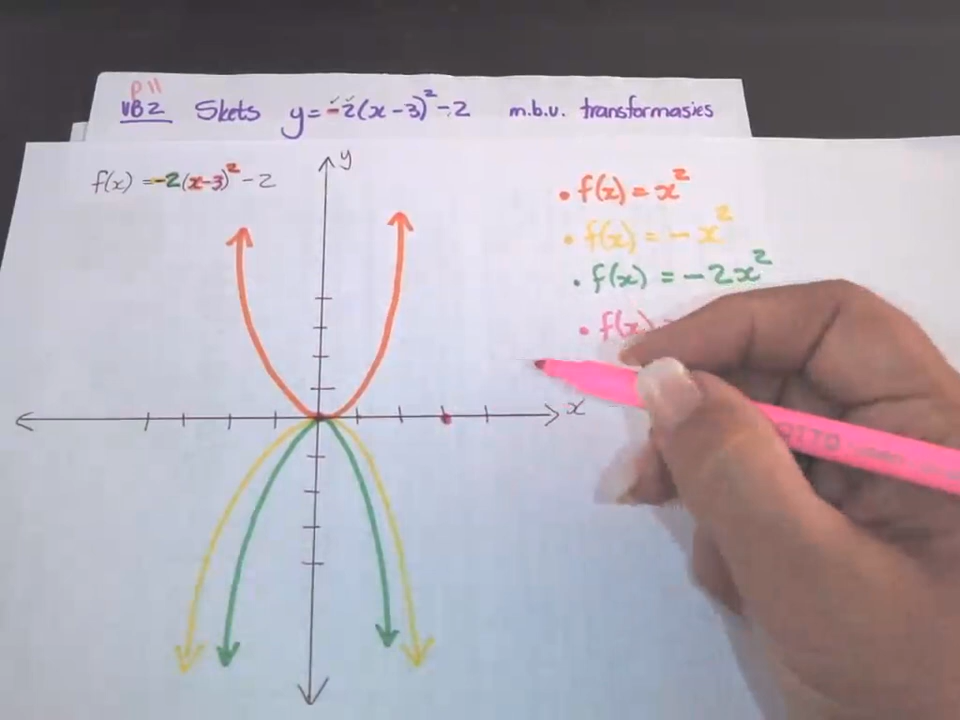 p11
VB2 Skets y = -2(x-3)² - 2 m.b.v. transformasies
f(x) = -2(x-3)² - 2
y
• f(x) = x²
• f(x) = -x²
• f(x) = -2x²
• f(x)
x